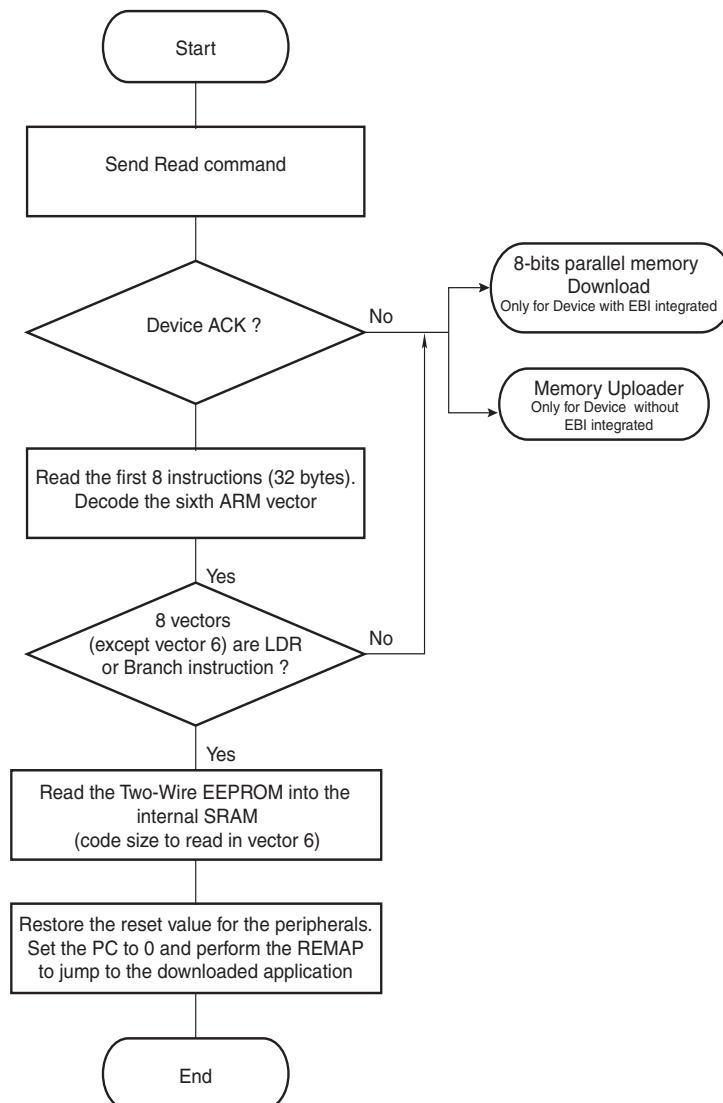 Start
Send Read command
Device ACK ?
No
8-bits parallel memory
Download
Only for Device with EBI integrated
Memory Uploader
Only for Device without
EBI integrated
Read the first 8 instructions (32 bytes).
Decode the sixth ARM vector
Yes
8 vectors
(except vector 6) are LDR
or Branch instruction ?
No
Yes
Read the Two-Wire EEPROM into the
internal SRAM
(code size to read in vector 6)
Restore the reset value for the peripherals.
Set the PC to 0 and perform the REMAP
to jump to the downloaded application
End